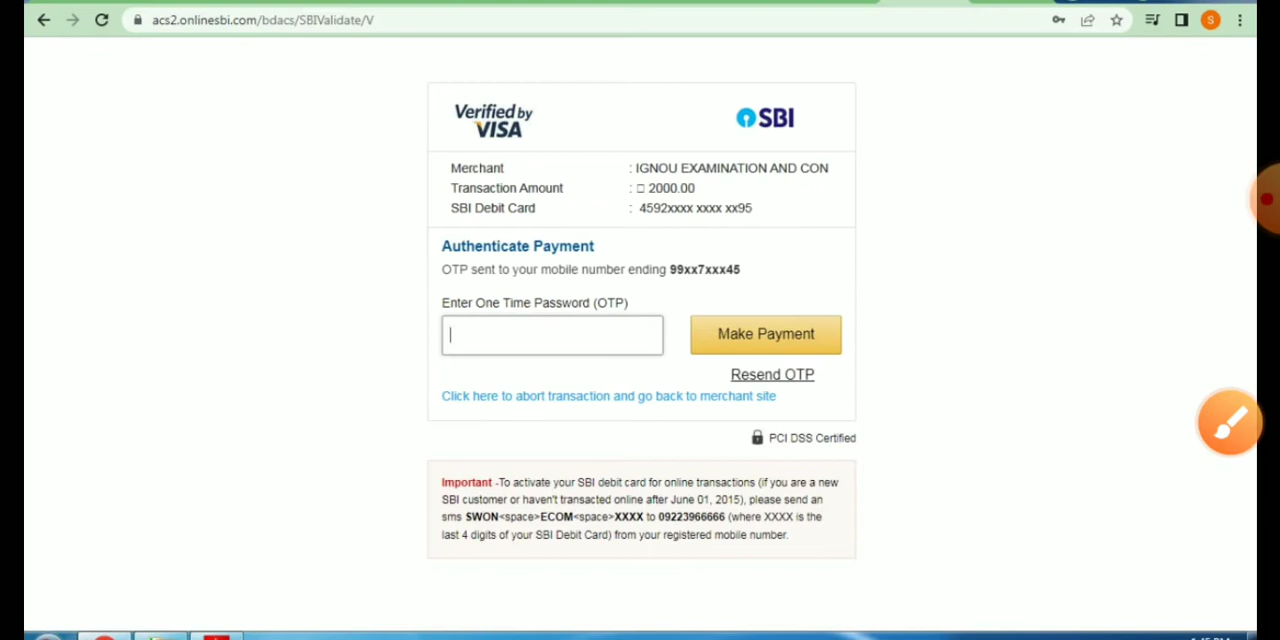 acs2.onlinesbi.com/bdacs/SBIValidate/V
S
Verified by
VISA
SBI
Merchant : IGNOU EXAMINATION AND CON
Transaction Amount : □ 2000.00
SBI Debit Card : 4592xxxx xxxx xx95
Authenticate Payment
OTP sent to your mobile number ending 99xx7xxx45
Enter One Time Password (OTP)
Make Payment
Resend OTP
Click here to abort transaction and go back to merchant site
PCI DSS Certified
Important -To activate your SBI debit card for online transactions (if you are a new
SBI customer or haven't transacted online after June 01, 2015), please send an
sms SWON<space>ECOM<space>XXXX to 09223966666 (where XXXX is the
last 4 digits of your SBI Debit Card) from your registered mobile number.